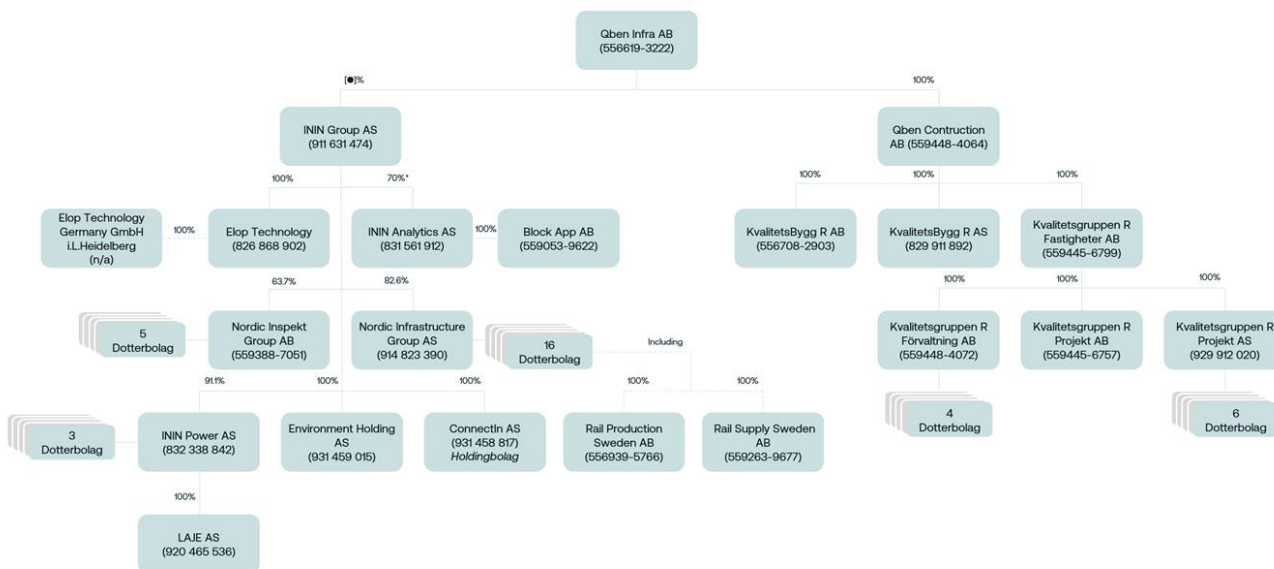 Qben Infra AB
(556619-3222)
[●]%
100%
ININ Group AS
(911 631 474)
Qben Contruction
AB (559448-4064)
100%
70%*
100%
100%
100%
Elop Technology
Germany GmbH
i.L.Heidelberg
(n/a)
100%
Elop Technology
(826 868 902)
ININ Analytics AS
(831 561 912)
100%
Block App AB
(559053-9622)
KvalitetsBygg R AB
(556708-2903)
KvalitetsBygg R AS
(829 911 892)
Kvalitetsgruppen R
Fastigheter AB
(559445-6799)
63.7%
82.6%
100%
100%
100%
5
Dotterbolag
Nordic Inspekt
Group AB
(559388-7051)
Nordic Infrastructure
Group AS
(914 823 390)
16
Dotterbolag
Including
Kvalitetsgruppen R
Förvaltning AB
(559448-4072)
Kvalitetsgruppen R
Projekt AB
(559445-6757)
Kvalitetsgruppen R
Projekt AS
(929 912 020)
91.1%
100%
100%
100%
100%
3
Dotterbolag
ININ Power AS
(832 338 842)
Environment Holding
AS
(931 459 015)
ConnectIn AS
(931 458 817)
Holdingbolag
Rail Production
Sweden AB
(556939-5766)
Rail Supply Sweden
AB
(559263-9677)
4
Dotterbolag
6
Dotterbolag
100%
LAJE AS
(920 465 536)